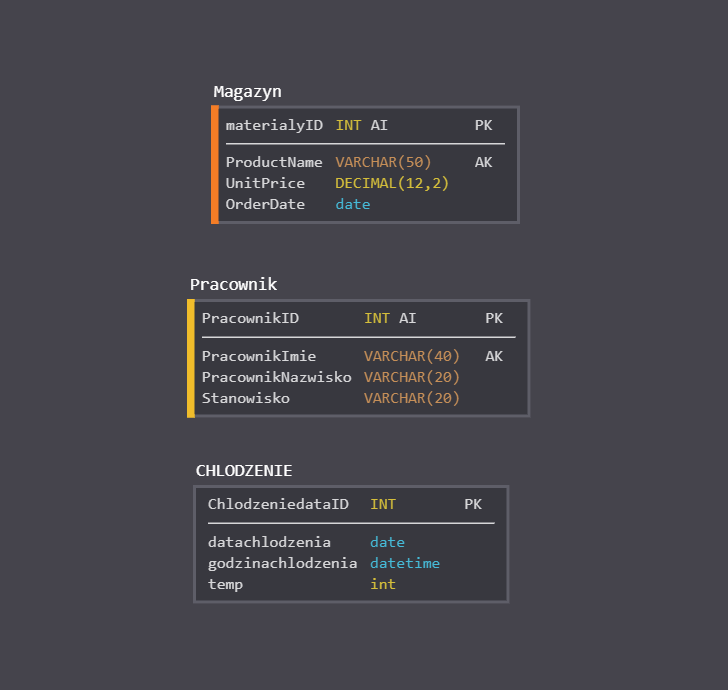 Magazyn
materialyID INT AI PK
ProductName VARCHAR(50) AK
UnitPrice DECIMAL(12,2)
OrderDate date
Pracownik
PracownikID INT AI PK
PracownikImie VARCHAR(40) AK
PracownikNazwisko VARCHAR(20)
Stanowisko VARCHAR(20)
CHLODZENIE
ChlodzeniedataID INT PK
datachlodzenia date
godzinachlodzenia datetime
temp int